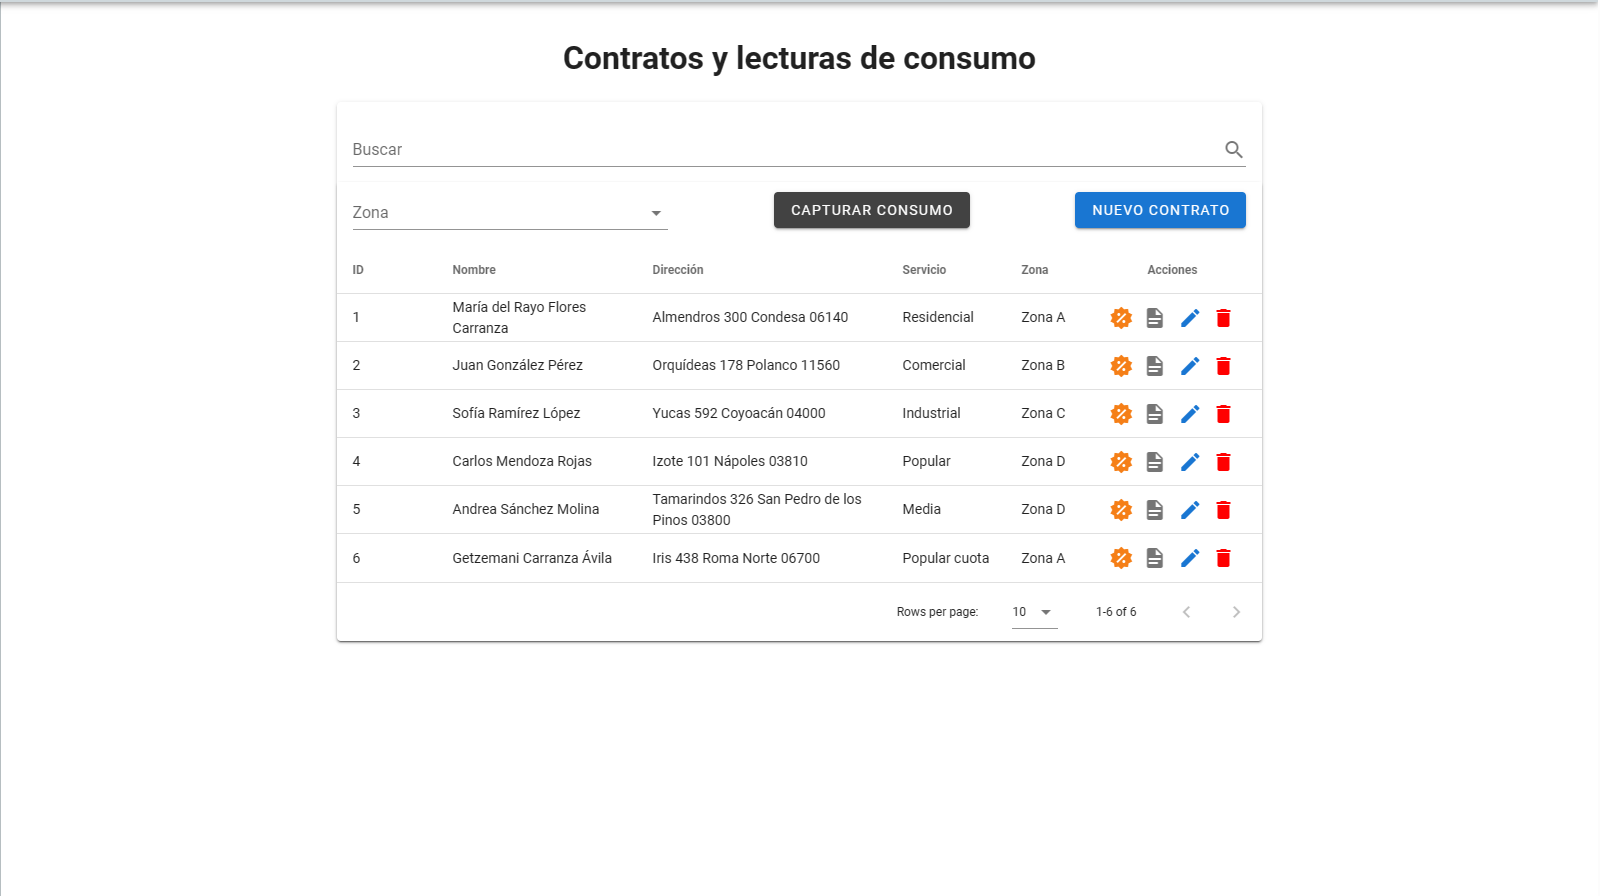 Contratos y lecturas de consumo
Buscar
Zona
CAPTURAR CONSUMO
NUEVO CONTRATO
ID Nombre Dirección Servicio Zona Acciones
1 María del Rayo Flores Carranza Almendros 300 Condesa 06140 Residencial Zona A
2 Juan González Pérez Orquídeas 178 Polanco 11560 Comercial Zona B
3 Sofía Ramírez López Yucas 592 Coyoacán 04000 Industrial Zona C
4 Carlos Mendoza Rojas Izote 101 Nápoles 03810 Popular Zona D
5 Andrea Sánchez Molina Tamarindos 326 San Pedro de los Pinos 03800 Media Zona D
6 Getzemani Carranza Ávila Iris 438 Roma Norte 06700 Popular cuota Zona A
Rows per page: 10 1-6 of 6